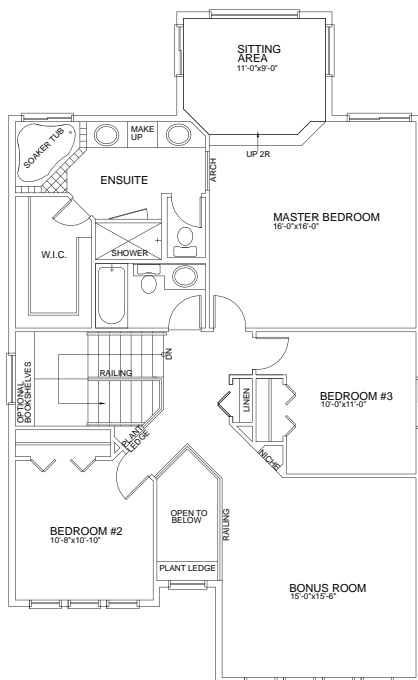 SITTING
AREA
11'-0"x9'-0"
SOAKER TUB
MAKE
UP
UP 2R
ENSUITE
ARCH
MASTER BEDROOM
16'-0"x16'-0"
W.I.C.
SHOWER
DN
RAILING
OPTIONAL
BOOKSHELVES
LINEN
BEDROOM #3
10'-0"x11'-0"
PLANT
LEDGE
NICHE
OPEN TO
BELOW
RAILING
BEDROOM #2
10'-8"x10'-10"
PLANT LEDGE
BONUS ROOM
15'-0"x15'-6"